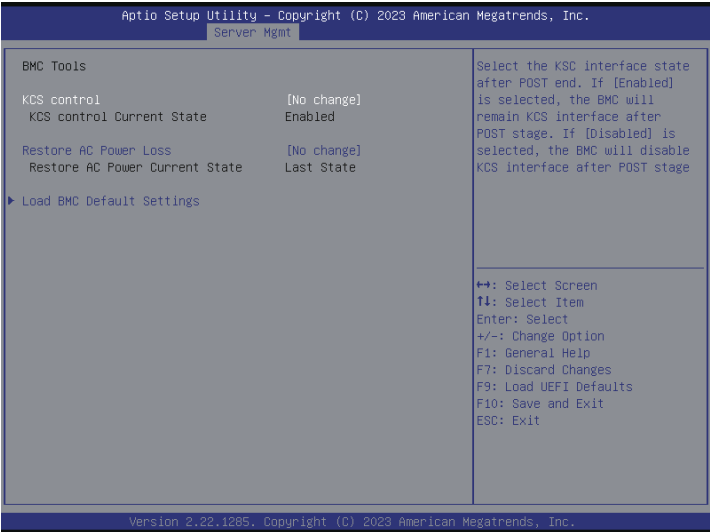 Aptio Setup Utility – Copyright (C) 2023 American Megatrends, Inc.
Server Mgmt
BMC Tools
KCS control [No change]
KCS control Current State Enabled
Restore AC Power Loss [No change]
Restore AC Power Current State Last State
Load BMC Default Settings
Select the KSC interface state
after POST end. If [Enabled]
is selected, the BMC will
remain KCS interface after
POST stage. If [Disabled] is
selected, the BMC will disable
KCS interface after POST stage
↔: Select Screen
↑↓: Select Item
Enter: Select
+/-: Change Option
F1: General Help
F7: Discard Changes
F9: Load UEFI Defaults
F10: Save and Exit
ESC: Exit
Version 2.22.1285. Copyright (C) 2023 American Megatrends, Inc.